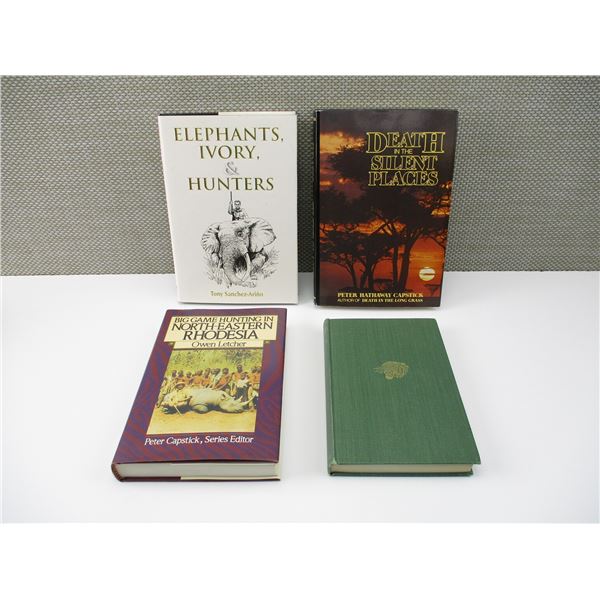 ELEPHANTS,
IVORY,
&
HUNTERS
Tony Sanchez-Ariño
DEATH
IN THE
SILENT
PLACES
PETER HATHAWAY CAPSTICK
AUTHOR OF DEATH IN THE LONG GRASS
BIG GAME HUNTING IN
NORTH-EASTERN
RHODESIA
Owen Letcher
Peter Capstick, Series Editor